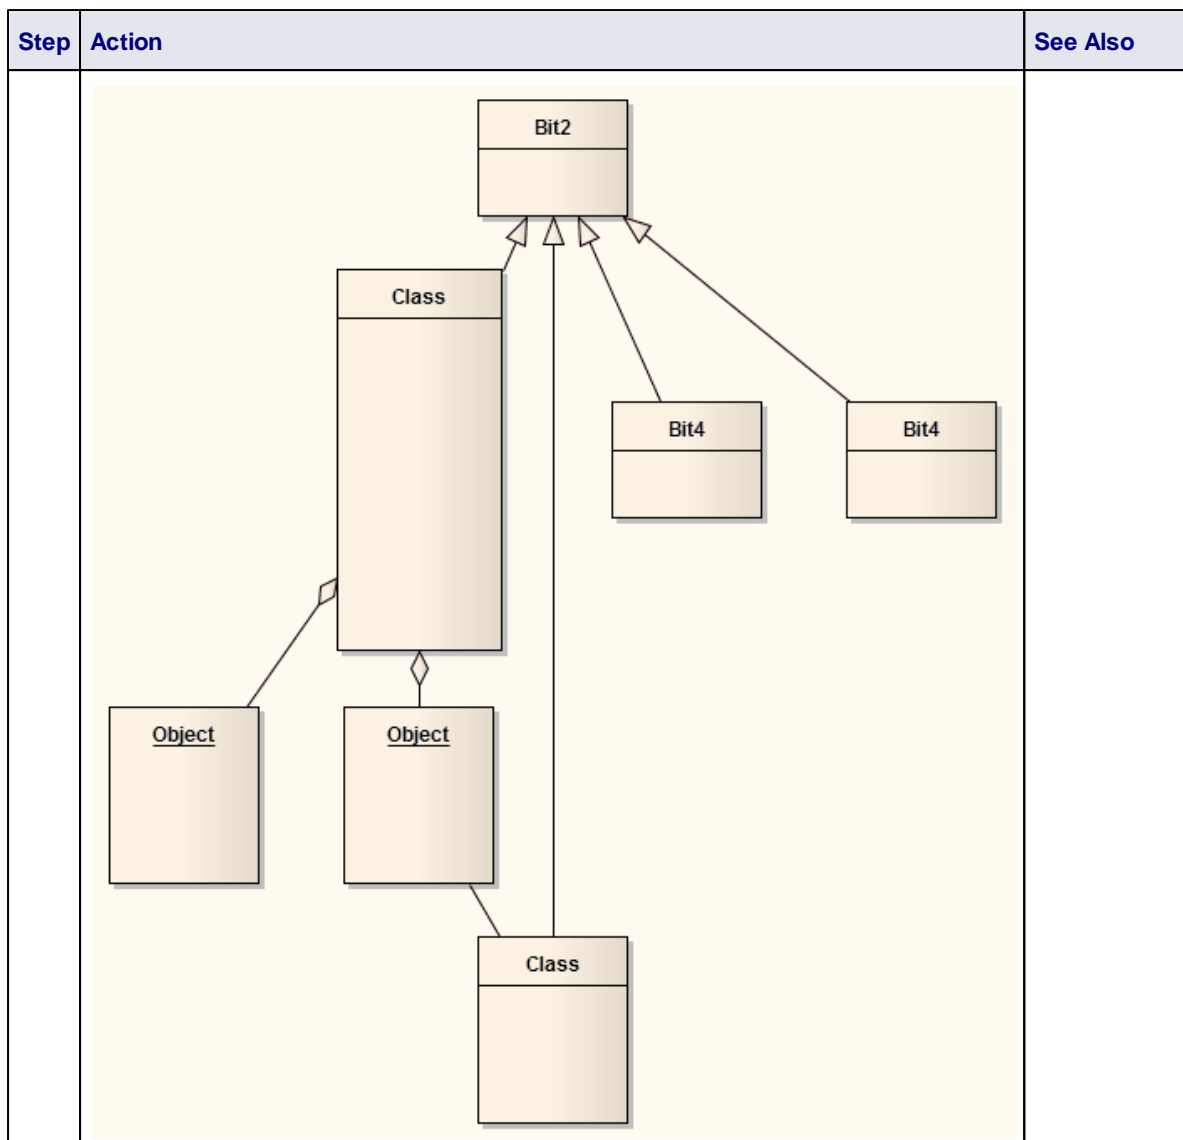 Step Action See Also
Bit2
Class
Bit4 Bit4
Object Object
Class